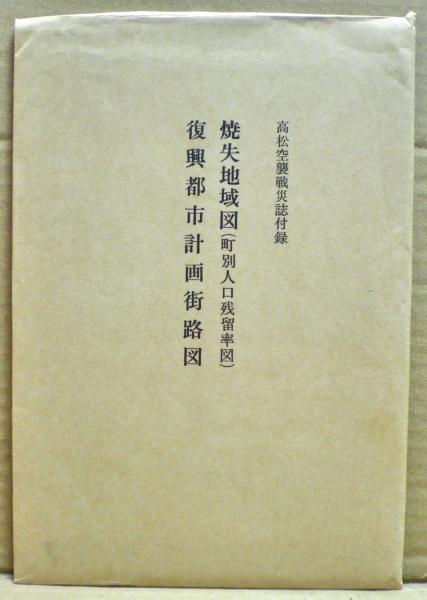 高松空襲戦災誌付録
焼失地域図(町別人口残留率図)
復興都市計画街路図